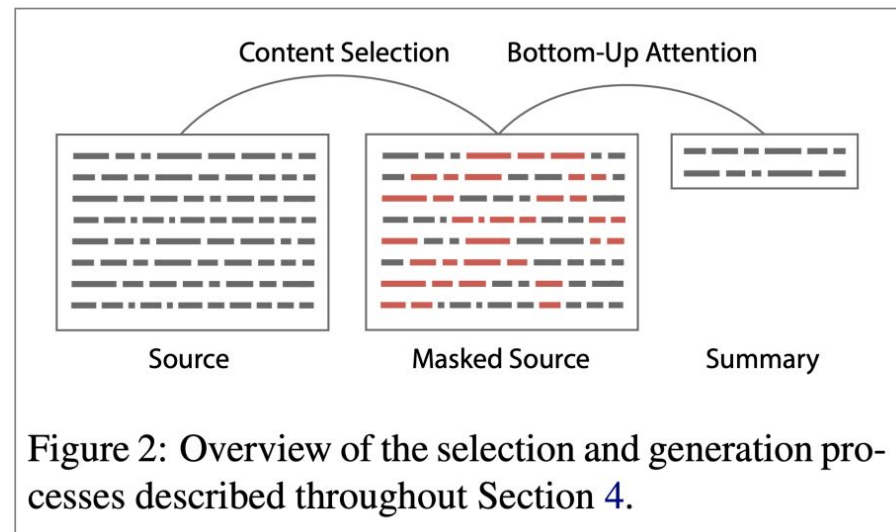 Content Selection
Bottom-Up Attention
Source
Masked Source
Summary
Figure 2: Overview of the selection and generation pro-
cesses described throughout Section 4.